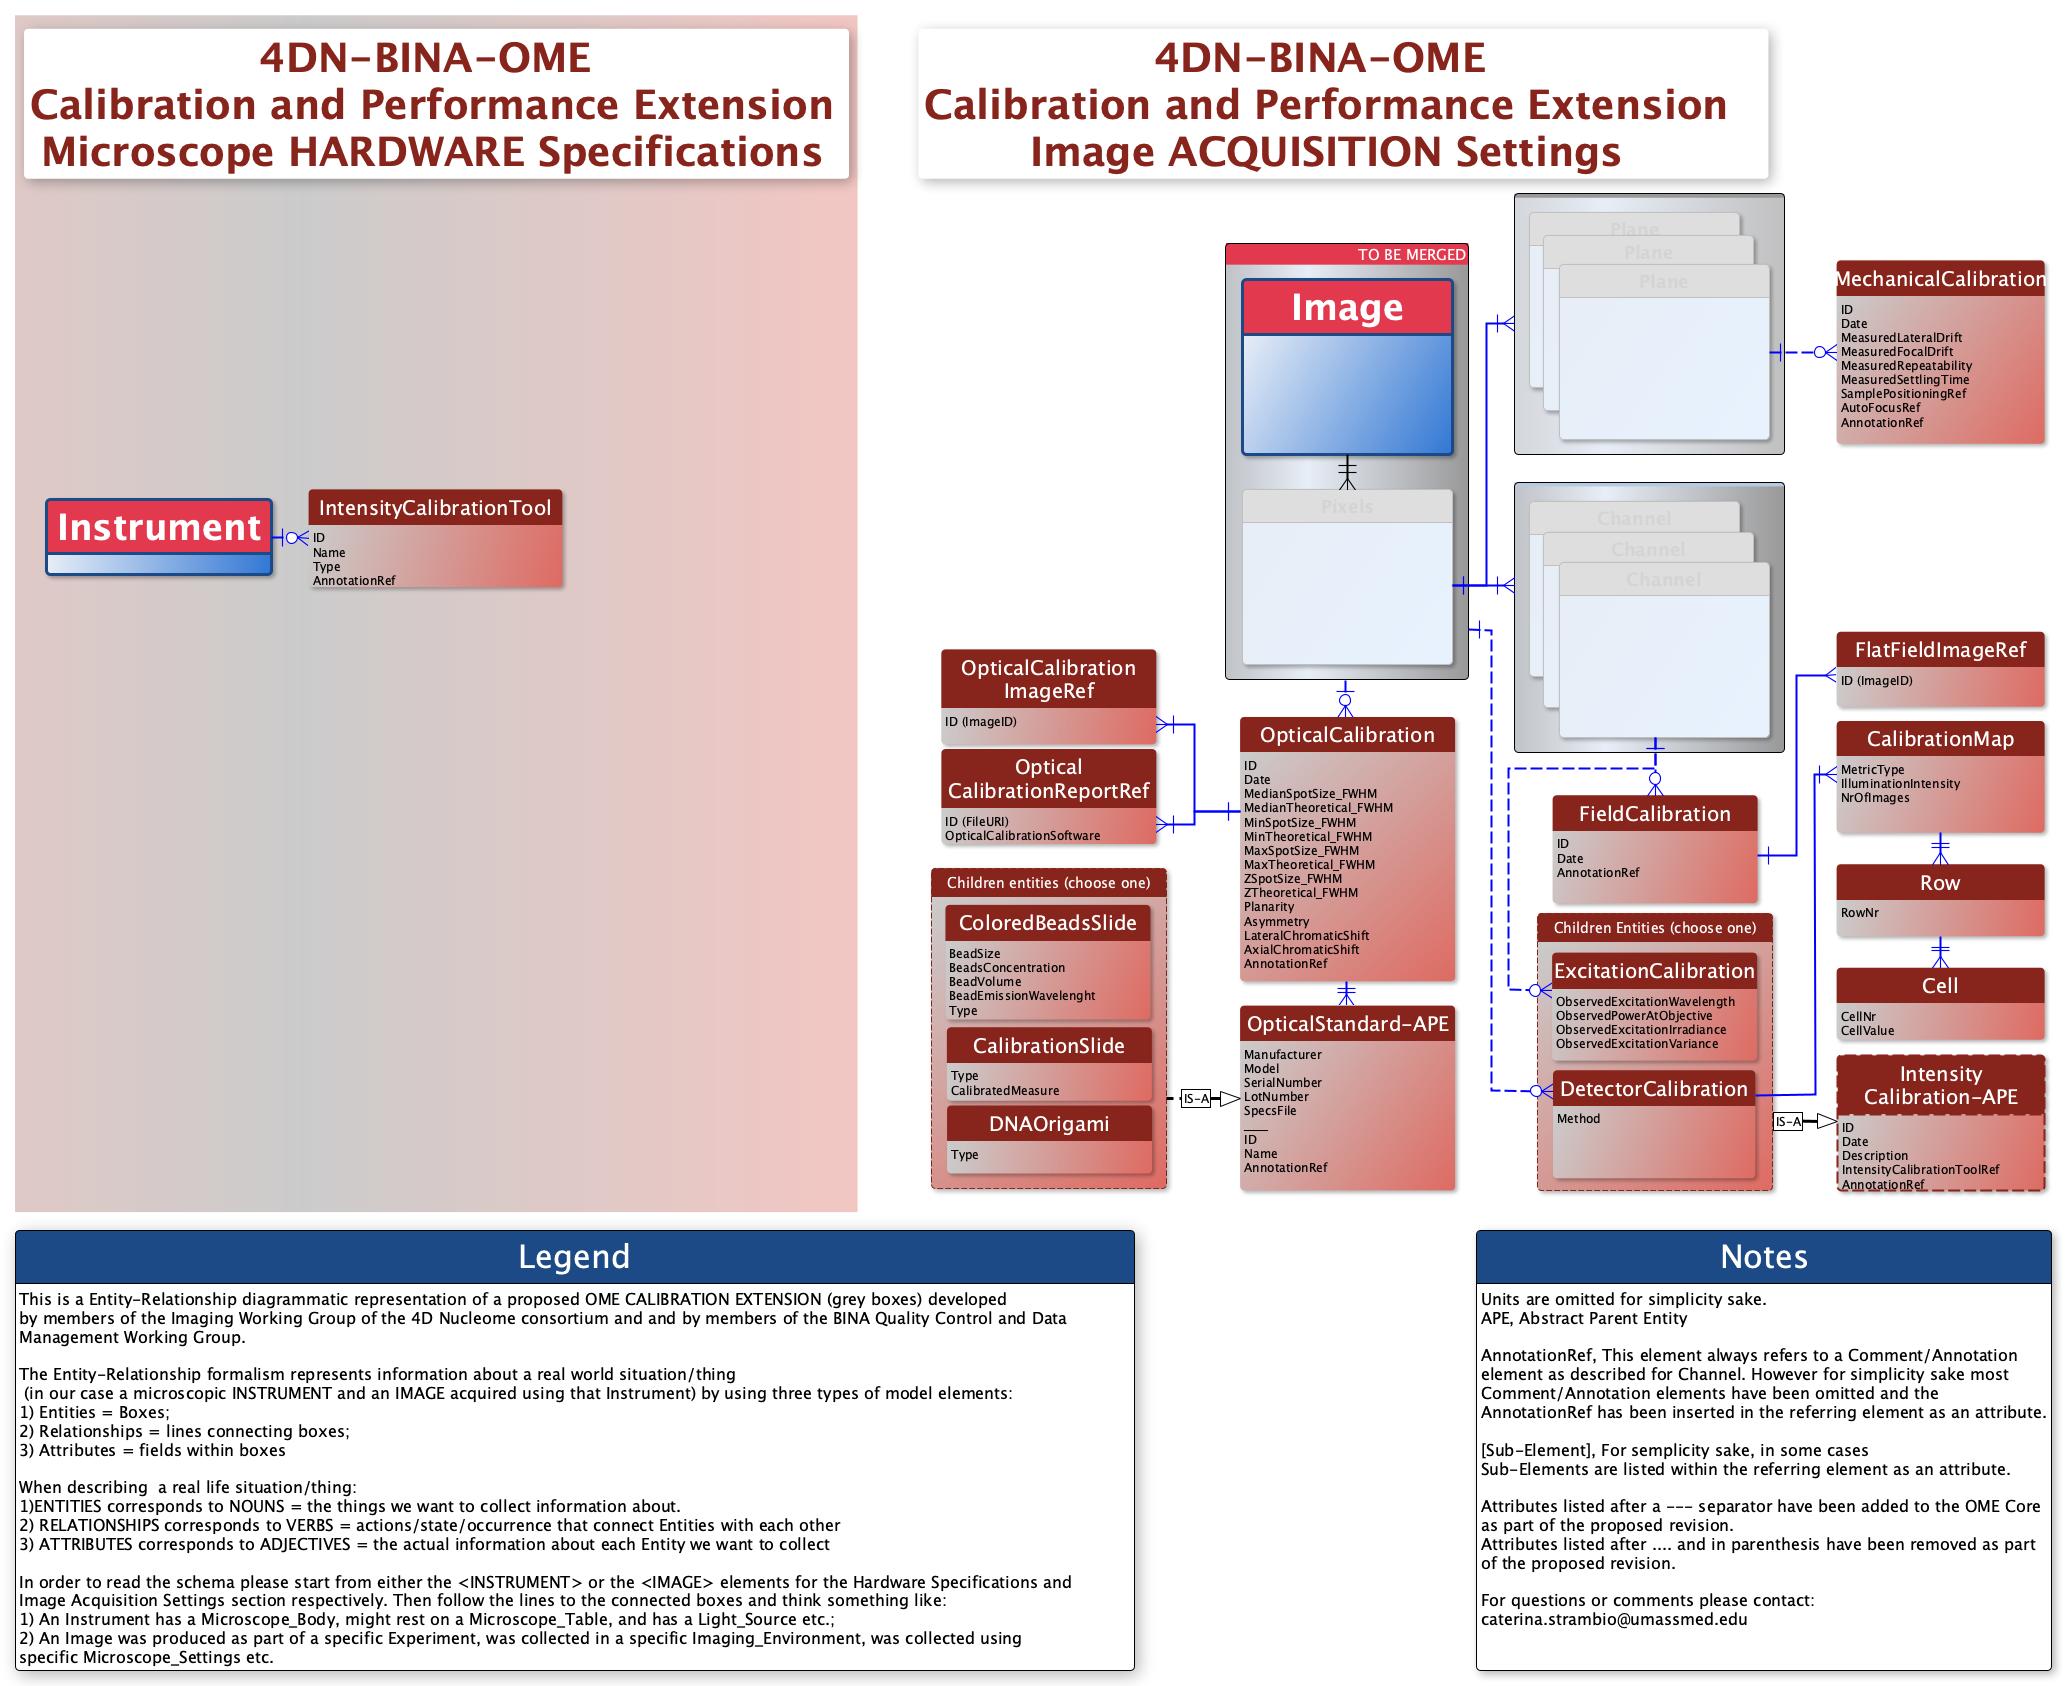 4DN-BINA-OME
Calibration and Performance Extension
Microscope HARDWARE Specifications
4DN-BINA-OME
Calibration and Performance Extension
Image ACQUISITION Settings
Instrument
IntensityCalibrationTool
ID
Name
Type
AnnotationRef
TO BE MERGED
Image
Pixels
Plane
Plane
Plane
MechanicalCalibration
ID
Date
MeasuredLateralDrift
MeasuredFocalDrift
MeasuredRepeatability
MeasuredSettlingTime
SamplePositioningRef
AutoFocusRef
AnnotationRef
Channel
Channel
Channel
OpticalCalibration
ImageRef
ID (ImageID)
Optical
CalibrationReportRef
ID (FileURI)
OpticalCalibrationSoftware
OpticalCalibration
ID
Date
MedianSpotSize_FWHM
MedianTheoretical_FWHM
MinSpotSize_FWHM
MinTheoretical_FWHM
MaxSpotSize_FWHM
MaxTheoretical_FWHM
ZSpotSize_FWHM
ZTheoretical_FWHM
Planarity
Asymmetry
LateralChromaticShift
AxialChromaticShift
AnnotationRef
Children entities (choose one)
ColoredBeadsSlide
BeadSize
BeadsConcentration
BeadVolume
BeadEmissionWavelenght
Type
CalibrationSlide
Type
CalibratedMeasure
DNAOrigami
Type
IS-A
OpticalStandard-APE
Manufacturer
Model
SerialNumber
LotNumber
SpecsFile
____
ID
Name
AnnotationRef
FieldCalibration
ID
Date
AnnotationRef
Children Entities (choose one)
ExcitationCalibration
ObservedExcitationWavelength
ObservedPowerAtObjective
ObservedExcitationIrradiance
ObservedExcitationVariance
DetectorCalibration
Method
IS-A
FlatFieldImageRef
ID (ImageID)
CalibrationMap
MetricType
IlluminationIntensity
NrOfImages
Row
RowNr
Cell
CellNr
CellValue
Intensity
Calibration-APE
ID
Date
Description
IntensityCalibrationToolRef
AnnotationRef
Legend
This is a Entity-Relationship diagrammatic representation of a proposed OME CALIBRATION EXTENSION (grey boxes) developed
by members of the Imaging Working Group of the 4D Nucleome consortium and and by members of the BINA Quality Control and Data
Management Working Group.
The Entity-Relationship formalism represents information about a real world situation/thing
(in our case a microscopic INSTRUMENT and an IMAGE acquired using that Instrument) by using three types of model elements:
1) Entities = Boxes;
2) Relationships = lines connecting boxes;
3) Attributes = fields within boxes
When describing  a real life situation/thing:
1)ENTITIES corresponds to NOUNS = the things we want to collect information about.
2) RELATIONSHIPS corresponds to VERBS = actions/state/occurrence that connect Entities with each other
3) ATTRIBUTES corresponds to ADJECTIVES = the actual information about each Entity we want to collect
In order to read the schema please start from either the <INSTRUMENT> or the <IMAGE> elements for the Hardware Specifications and
Image Acquisition Settings section respectively. Then follow the lines to the connected boxes and think something like:
1) An Instrument has a Microscope_Body, might rest on a Microscope_Table, and has a Light_Source etc.;
2) An Image was produced as part of a specific Experiment, was collected in a specific Imaging_Environment, was collected using
specific Microscope_Settings etc.
Notes
Units are omitted for simplicity sake.
APE, Abstract Parent Entity
AnnotationRef, This element always refers to a Comment/Annotation
element as described for Channel. However for simplicity sake most
Comment/Annotation elements have been omitted and the
AnnotationRef has been inserted in the referring element as an attribute.
[Sub-Element], For semplicity sake, in some cases
Sub-Elements are listed within the referring element as an attribute.
Attributes listed after a --- separator have been added to the OME Core
as part of the proposed revision.
Attributes listed after .... and in parenthesis have been removed as part
of the proposed revision.
For questions or comments please contact:
caterina.strambio@umassmed.edu